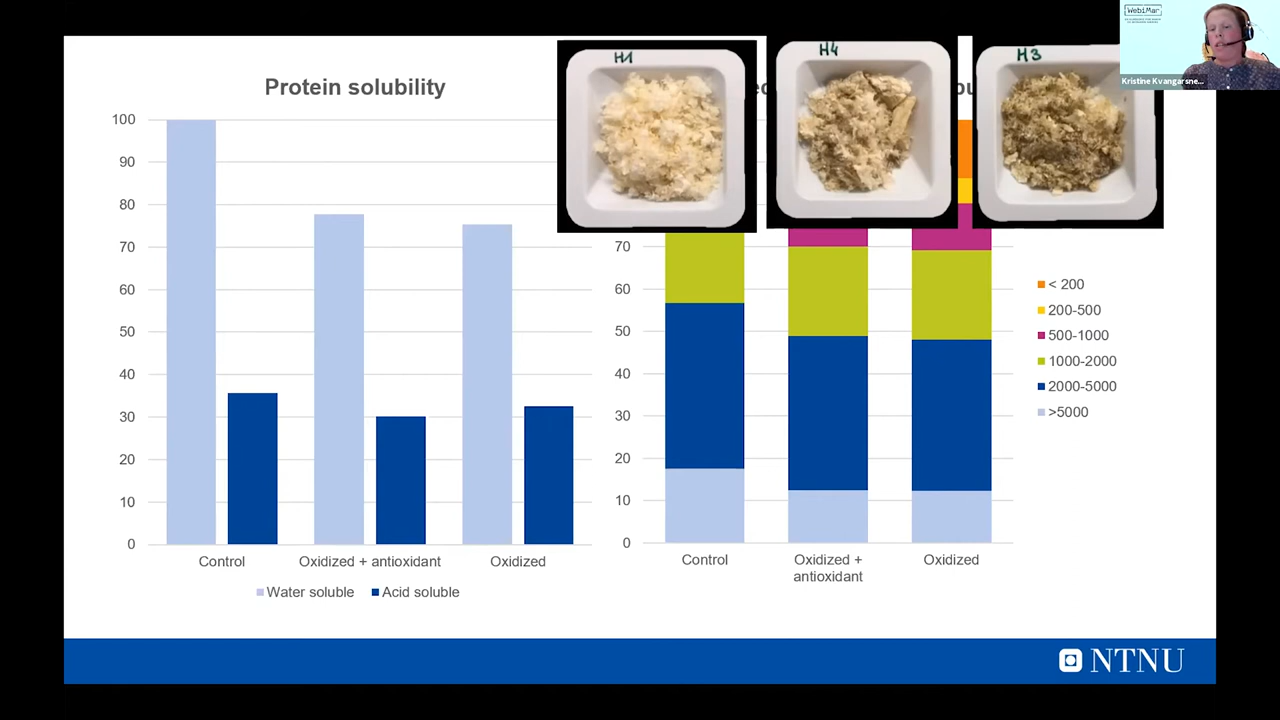 WebiMar
Kristine Kvangarsne...
Protein solubility
H1
H4
H3
100
90
80
70
60
50
40
30
20
10
0
Control
Oxidized + antioxidant
Oxidized
Water soluble
Acid soluble
70
60
50
40
30
20
10
0
Control
Oxidized +
antioxidant
Oxidized
< 200
200-500
500-1000
1000-2000
2000-5000
>5000
NTNU